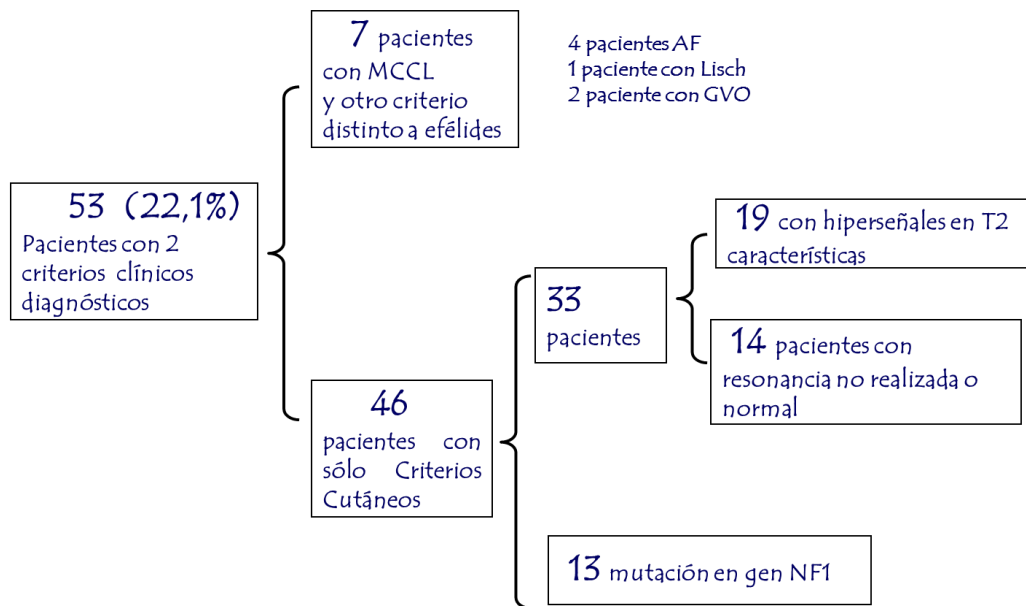 7 pacientes
con MCCL
y otro criterio
distinto a efélides
4 pacientes AF
1 paciente con Lisch
2 paciente con GVO
53 (22,1%)
Pacientes con 2
criterios clínicos
diagnósticos
19 con hiperseñales en T2
características
33
pacientes
14 pacientes con
resonancia no realizada o
normal
46
pacientes con
sólo Criterios
Cutáneos
13 mutación en gen NF1